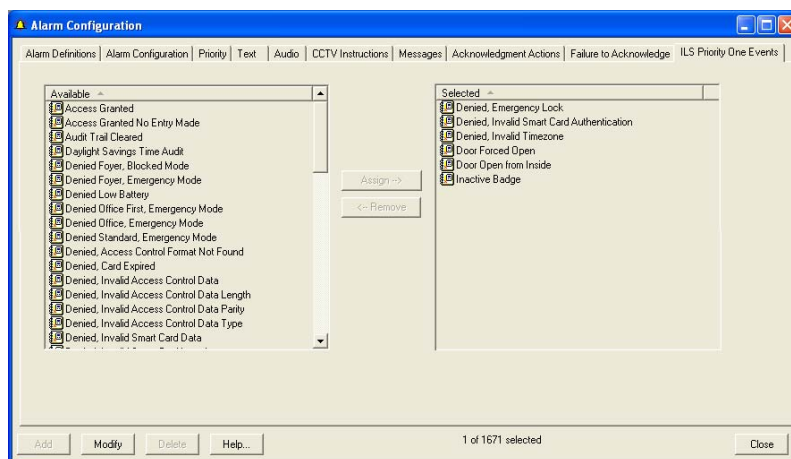 Alarm Configuration
Alarm Definitions Alarm Configuration Priority Text Audio CCTV Instructions Messages Acknowledgment Actions Failure to Acknowledge ILS Priority One Events
Available
Access Granted
Access Granted No Entry Made
Audit Trail Cleared
Daylight Savings Time Audit
Denied Foyer, Blocked Mode
Denied Foyer, Emergency Mode
Denied Low Battery
Denied Office First, Emergency Mode
Denied Office, Emergency Mode
Denied Standard, Emergency Mode
Denied, Access Control Format Not Found
Denied, Card Expired
Denied, Invalid Access Control Data
Denied, Invalid Access Control Data Length
Denied, Invalid Access Control Data Parity
Denied, Invalid Access Control Data Type
Denied, Invalid Smart Card Data
Assign -->
<-- Remove
Selected
Denied, Emergency Lock
Denied, Invalid Smart Card Authentication
Denied, Invalid Timezone
Door Forced Open
Door Open from Inside
Inactive Badge
Add Modify Delete Help... 1 of 1671 selected Close